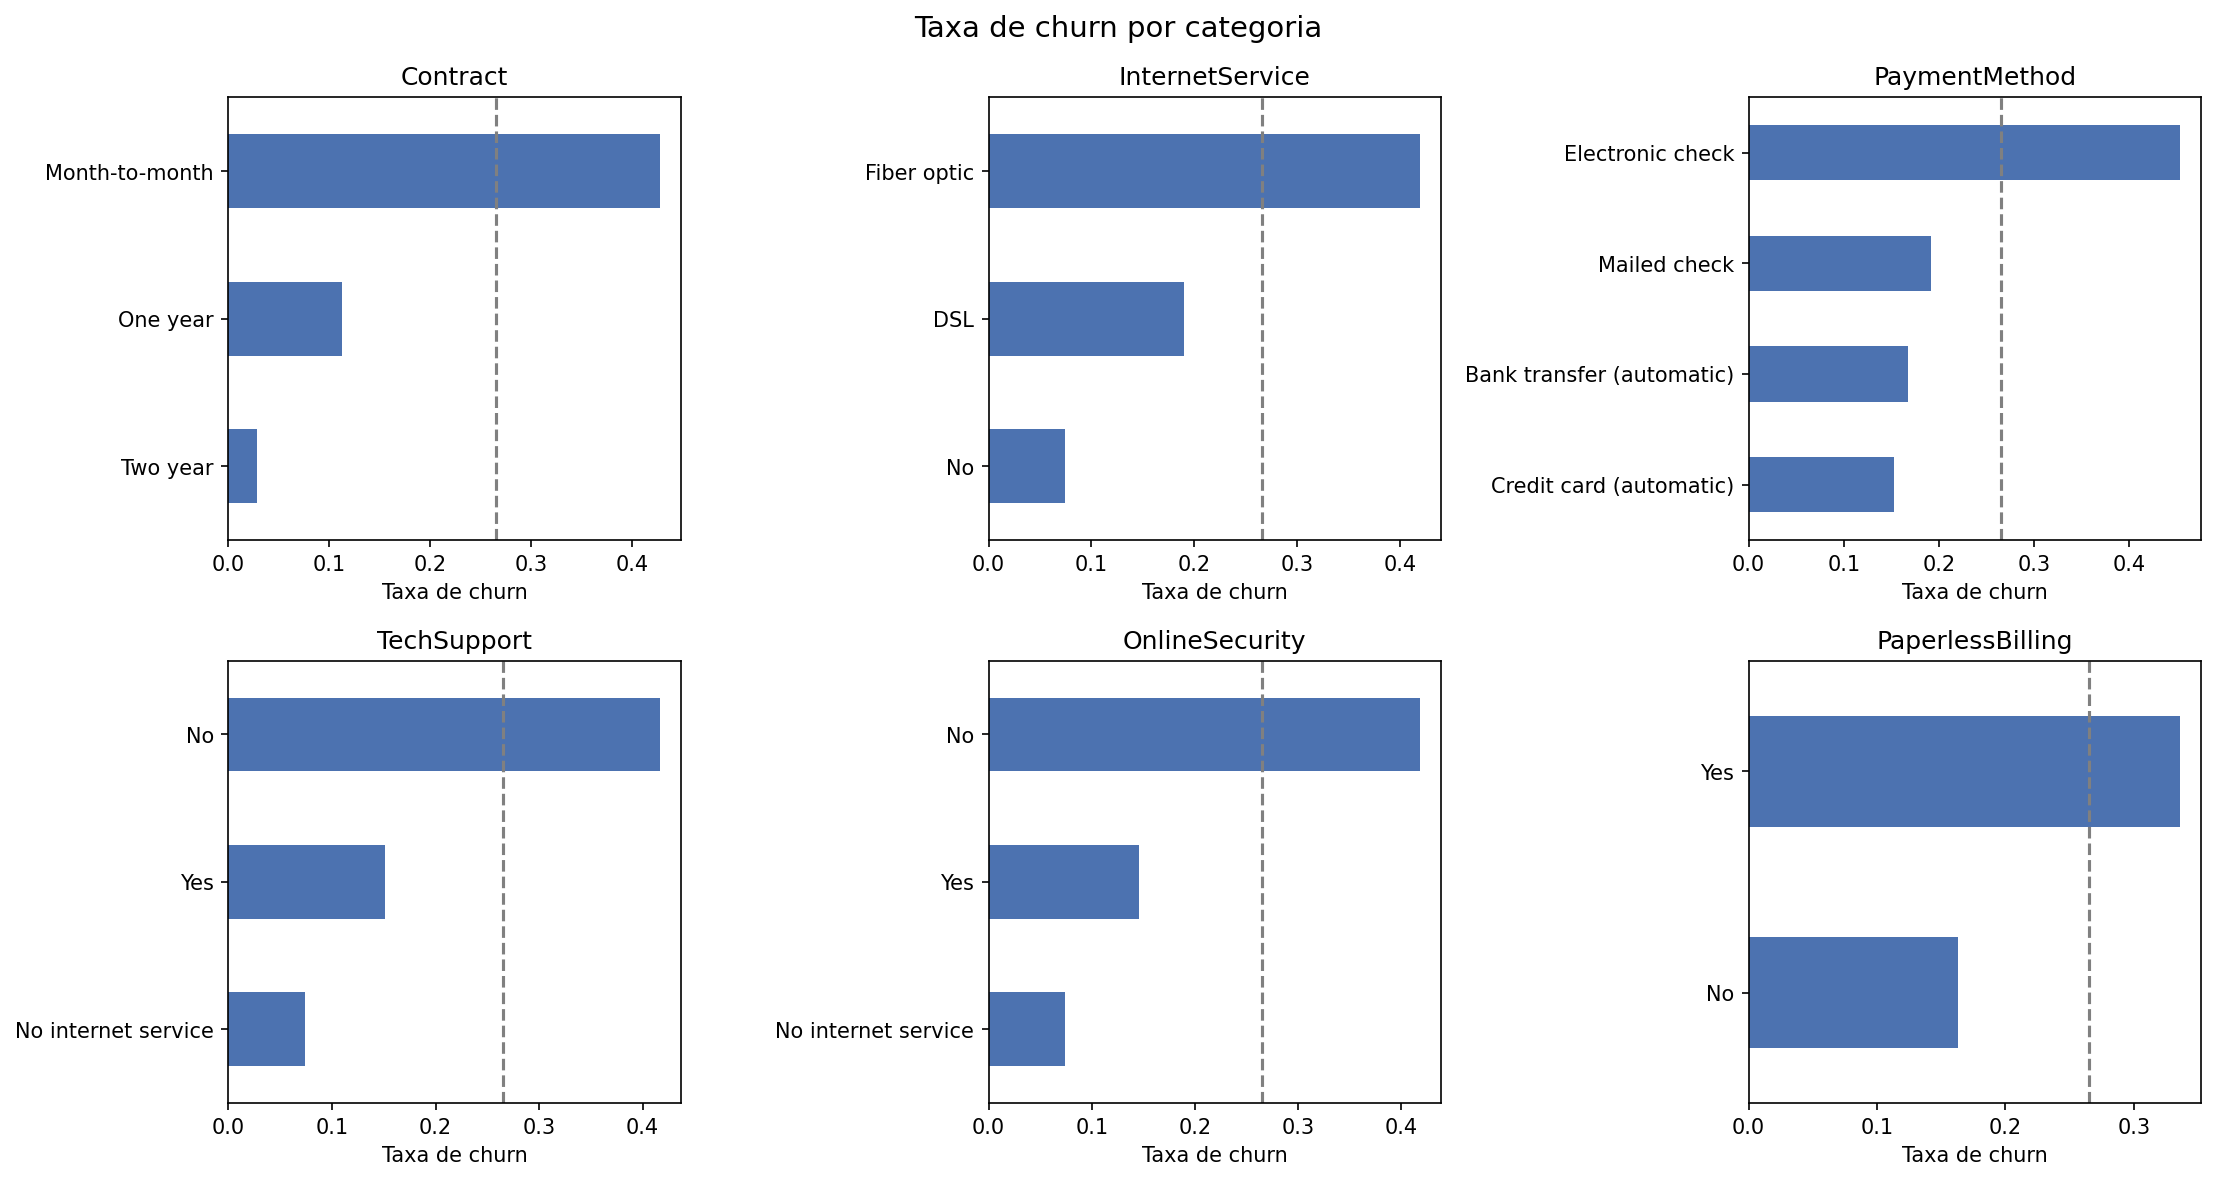 Taxa de churn por categoria
Contract
Month-to-month
One year
Two year
0.0 0.1 0.2 0.3 0.4
Taxa de churn
InternetService
Fiber optic
DSL
No
0.0 0.1 0.2 0.3 0.4
Taxa de churn
PaymentMethod
Electronic check
Mailed check
Bank transfer (automatic)
Credit card (automatic)
0.0 0.1 0.2 0.3 0.4
Taxa de churn
TechSupport
No
Yes
No internet service
0.0 0.1 0.2 0.3 0.4
Taxa de churn
OnlineSecurity
No
Yes
No internet service
0.0 0.1 0.2 0.3 0.4
Taxa de churn
PaperlessBilling
Yes
No
0.0 0.1 0.2 0.3
Taxa de churn